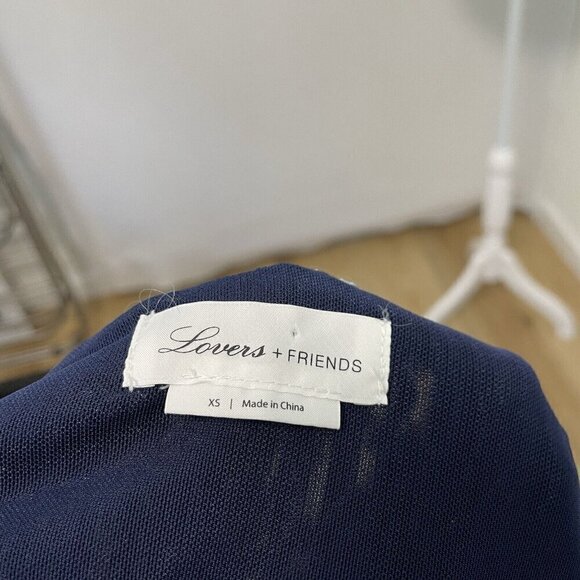 Lovers + FRIENDS
XS | Made in China